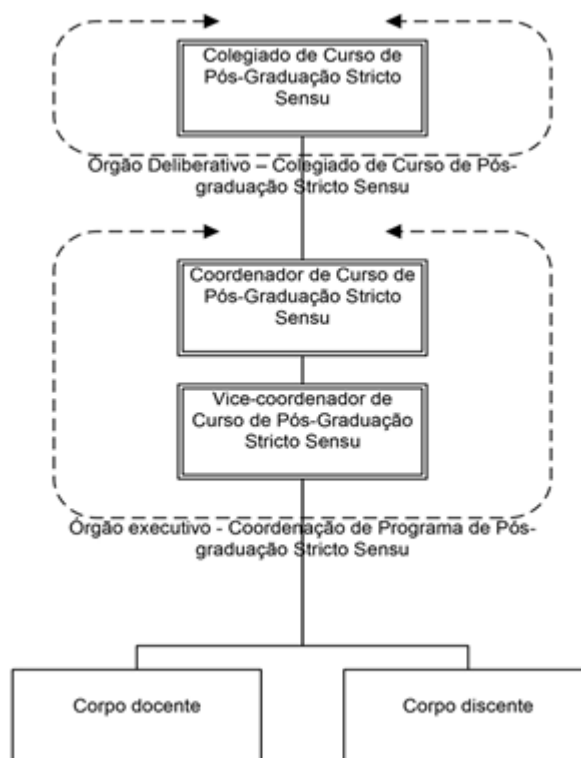 Colegiado de Curso de
Pós-Graduação Stricto
Sensu
Órgão Deliberativo – Colegiado de Curso de Pós-
graduação Stricto Sensu
Coordenador de Curso de
Pós-Graduação Stricto
Sensu
Vice-coordenador de
Curso de Pós-Graduação
Stricto Sensu
Órgão executivo - Coordenação de Programa de Pós-
graduação Stricto Sensu
Corpo docente
Corpo discente